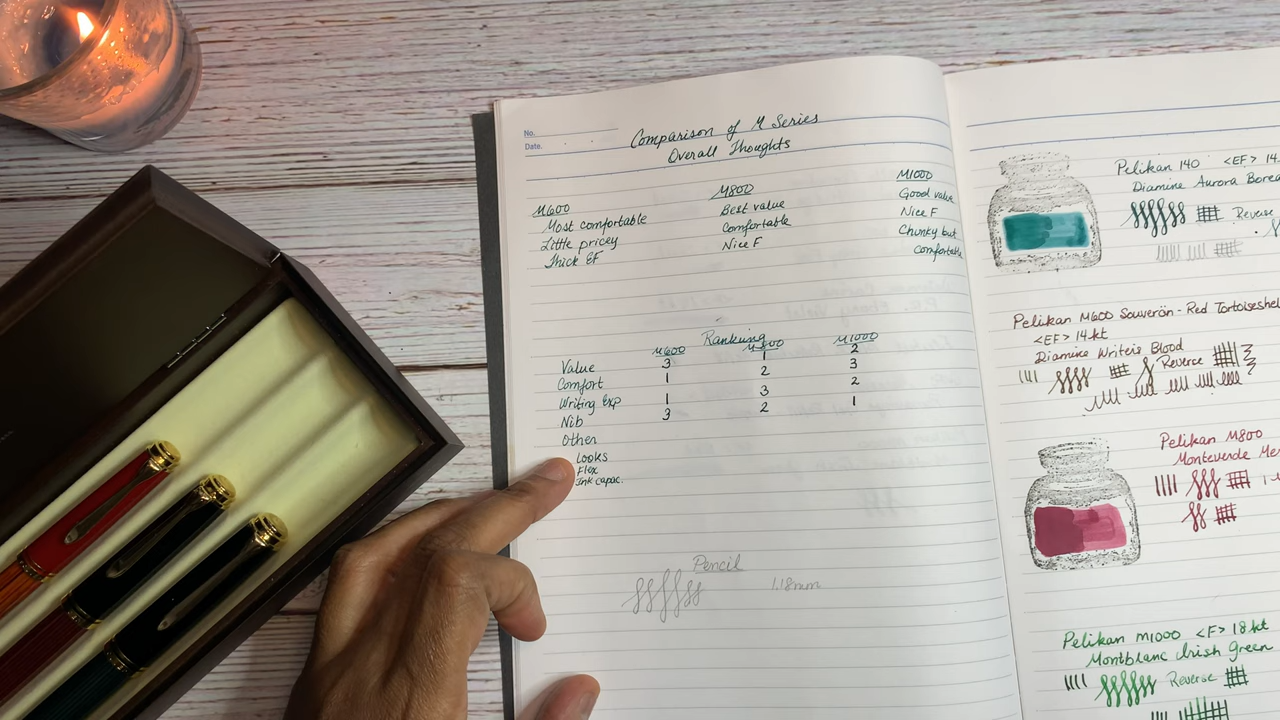 No.
Date.
Comparison of M Series
Overall Thoughts
M600
Most comfortable
Little pricey
Thick EF
M800
Best value
Comfortable
Nice F
M1000
Good value
Nice F
Chunky but
comfortable
Ranking
M600 M800 M1000
Value 3 1 2
Comfort 1 2 3
Writing Exp 1 3 2
Nib 3 2 1
Other
Looks
Flex
Ink capac.
Pencil
1.18mm
Pelikan 140 <EF> 14
Diamine Aurora Borea
Reverse
Pelikan M600 Souverän - Red Tortoiseshel
<EF> 14kt
Diamine Writer's Blood
Reverse
Pelikan M800
Monteverde Me
Pelikan M1000 <F> 18kt
Montblanc Irish Green
Reverse